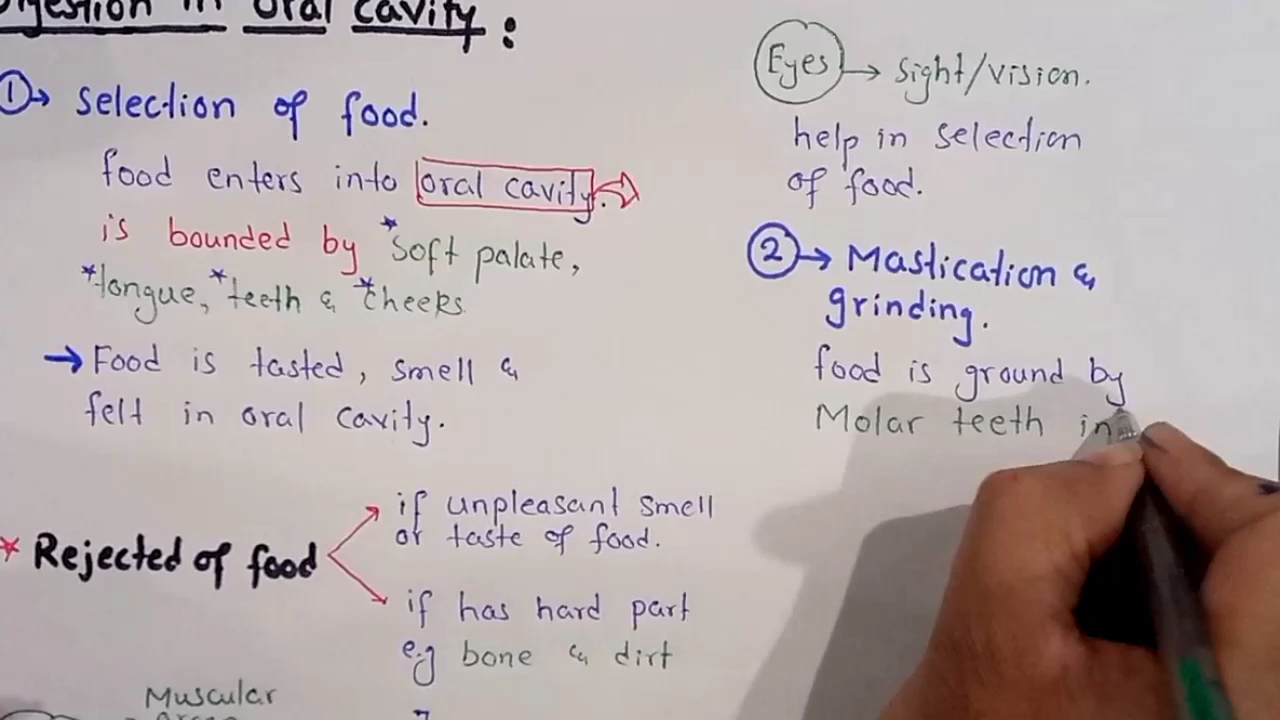 Digestion in oral cavity:
① → selection of food.
food enters into oral cavity.
is bounded by *soft palate,
*tongue, *teeth & *cheeks
→ Food is tasted, smell &
felt in oral cavity.
* Rejected of food
if unpleasant smell
or taste of food.
if has hard part
e.g bone & dirt
Muscular
Eyes → sight/vision.
help in selection
of food.
② → Mastication &
grinding.
food is ground by
Molar teeth in